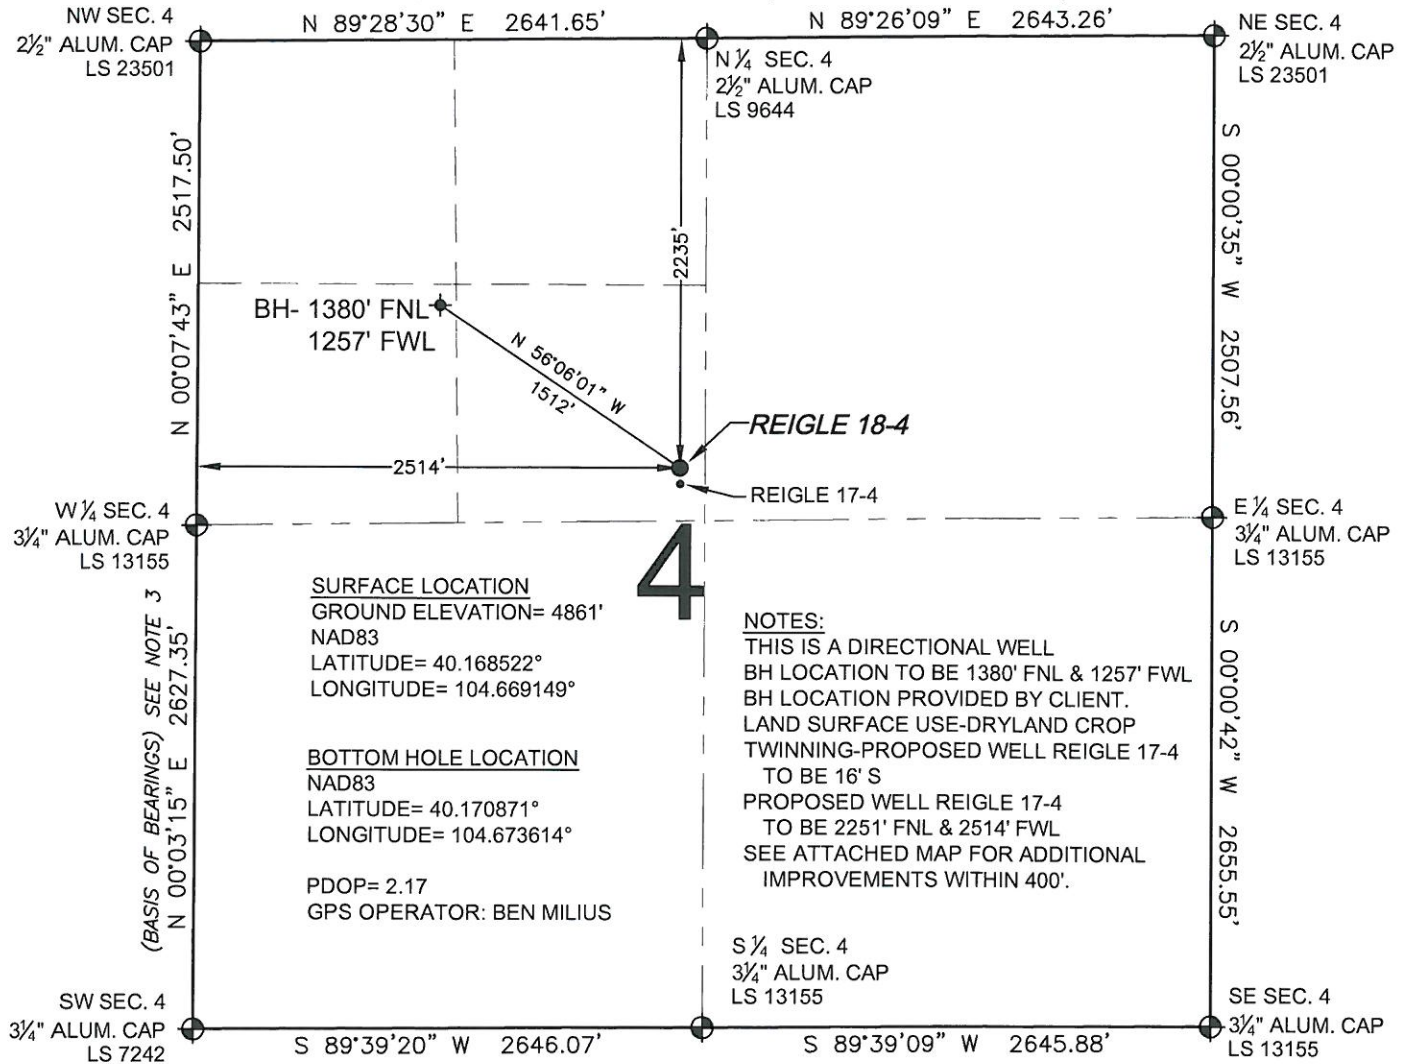 NW SEC. 4
2½" ALUM. CAP
LS 23501
N 89°28'30" E 2641.65'
N 89°26'09" E 2643.26'
NE SEC. 4
2½" ALUM. CAP
LS 23501
N ¼ SEC. 4
2½" ALUM. CAP
LS 9644
N 00°07'43" E 2517.50'
S 00°00'35" W 2507.56'
2235'
BH- 1380' FNL
1257' FWL
N 56°06'01" W
1512'
REIGLE 18-4
2514'
REIGLE 17-4
W ¼ SEC. 4
3¼" ALUM. CAP
LS 13155
E ¼ SEC. 4
3¼" ALUM. CAP
LS 13155
4
(BASIS OF BEARINGS) SEE NOTE 3
N 00°03'15" E 2627.35'
SURFACE LOCATION
GROUND ELEVATION= 4861'
NAD83
LATITUDE= 40.168522°
LONGITUDE= 104.669149°
BOTTOM HOLE LOCATION
NAD83
LATITUDE= 40.170871°
LONGITUDE= 104.673614°
PDOP= 2.17
GPS OPERATOR: BEN MILIUS
NOTES:
THIS IS A DIRECTIONAL WELL
BH LOCATION TO BE 1380' FNL & 1257' FWL
BH LOCATION PROVIDED BY CLIENT.
LAND SURFACE USE-DRYLAND CROP
TWINNING-PROPOSED WELL REIGLE 17-4
TO BE 16' S
PROPOSED WELL REIGLE 17-4
TO BE 2251' FNL & 2514' FWL
SEE ATTACHED MAP FOR ADDITIONAL
IMPROVEMENTS WITHIN 400'.
S 00°00'42" W 2655.55'
S ¼ SEC. 4
3¼" ALUM. CAP
LS 13155
SW SEC. 4
3¼" ALUM. CAP
LS 7242
S 89°39'20" W 2646.07'
S 89°39'09" W 2645.88'
SE SEC. 4
3¼" ALUM. CAP
LS 13155